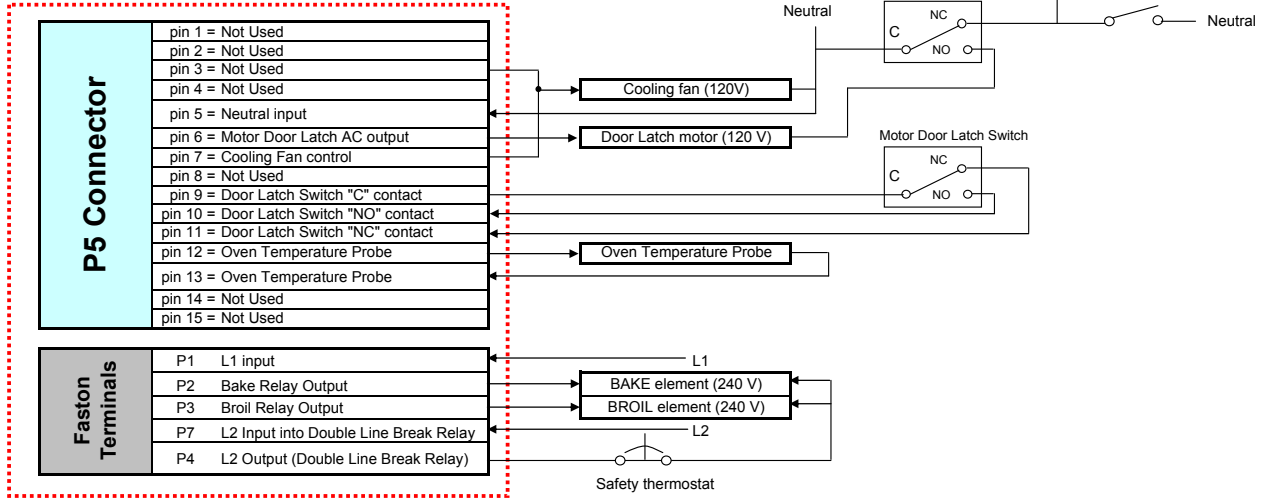 Neutral
NC
C
NO
Neutral
P5 Connector
pin 1 = Not Used
pin 2 = Not Used
pin 3 = Not Used
pin 4 = Not Used
Cooling fan (120V)
pin 5 = Neutral input
pin 6 = Motor Door Latch AC output
Door Latch motor (120 V)
Motor Door Latch Switch
pin 7 = Cooling Fan control
NC
C
NO
pin 8 = Not Used
pin 9 = Door Latch Switch "C" contact
pin 10 = Door Latch Switch "NO" contact
pin 11 = Door Latch Switch "NC" contact
pin 12 = Oven Temperature Probe
Oven Temperature Probe
pin 13 = Oven Temperature Probe
pin 14 = Not Used
pin 15 = Not Used
Faston
Terminals
P1 L1 input
L1
P2 Bake Relay Output
BAKE element (240 V)
P3 Broil Relay Output
BROIL element (240 V)
P7 L2 Input into Double Line Break Relay
L2
P4 L2 Output (Double Line Break Relay)
Safety thermostat